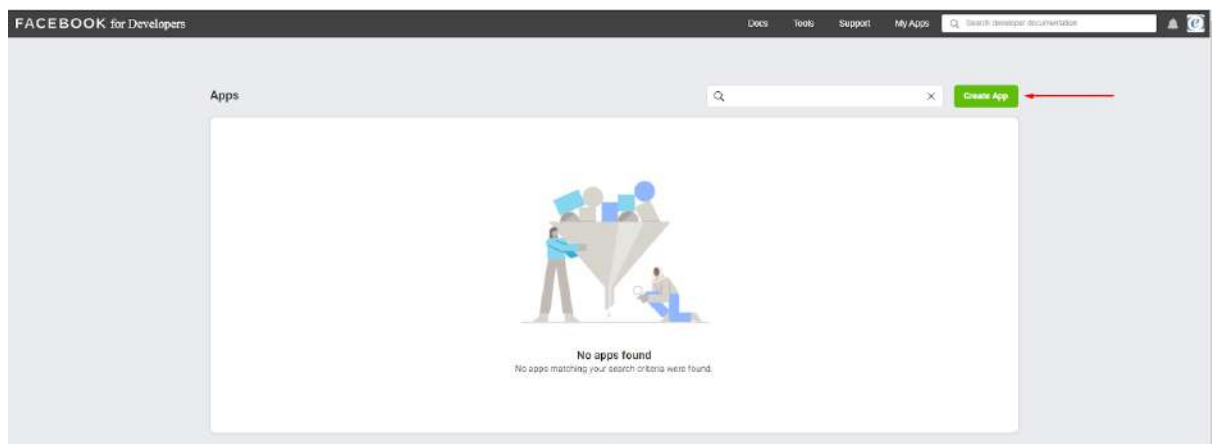 FACEBOOK for Developers
Docs Tools Support My Apps Search developer documentation
Apps
Create App
No apps found
No apps matching your search criteria were found.